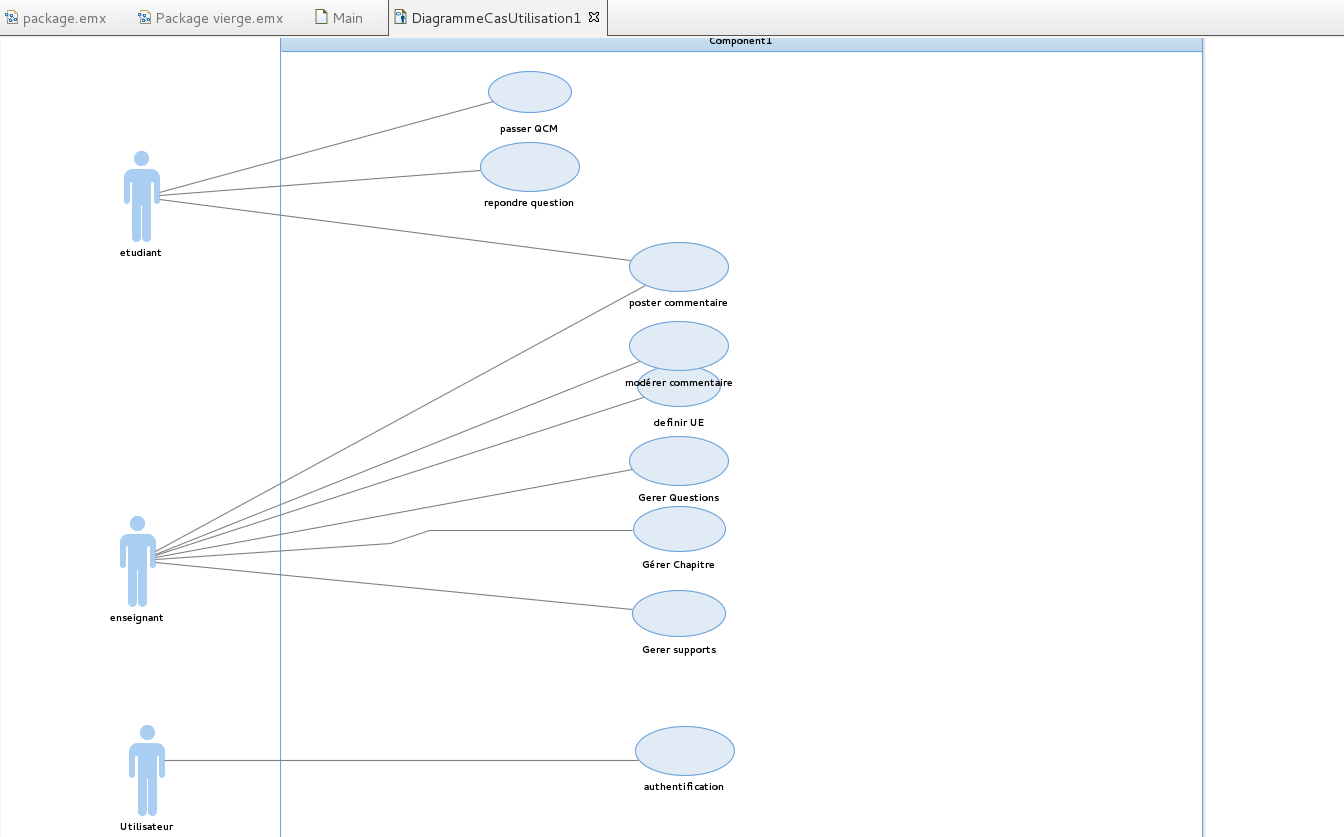 package.emx
Package vierge.emx
Main
DiagrammeCasUtilisation1
Component1
passer QCM
repondre question
etudiant
poster commentaire
modérer commentaire
definir UE
Gerer Questions
Gérer Chapitre
enseignant
Gerer supports
authentification
Utilisateur